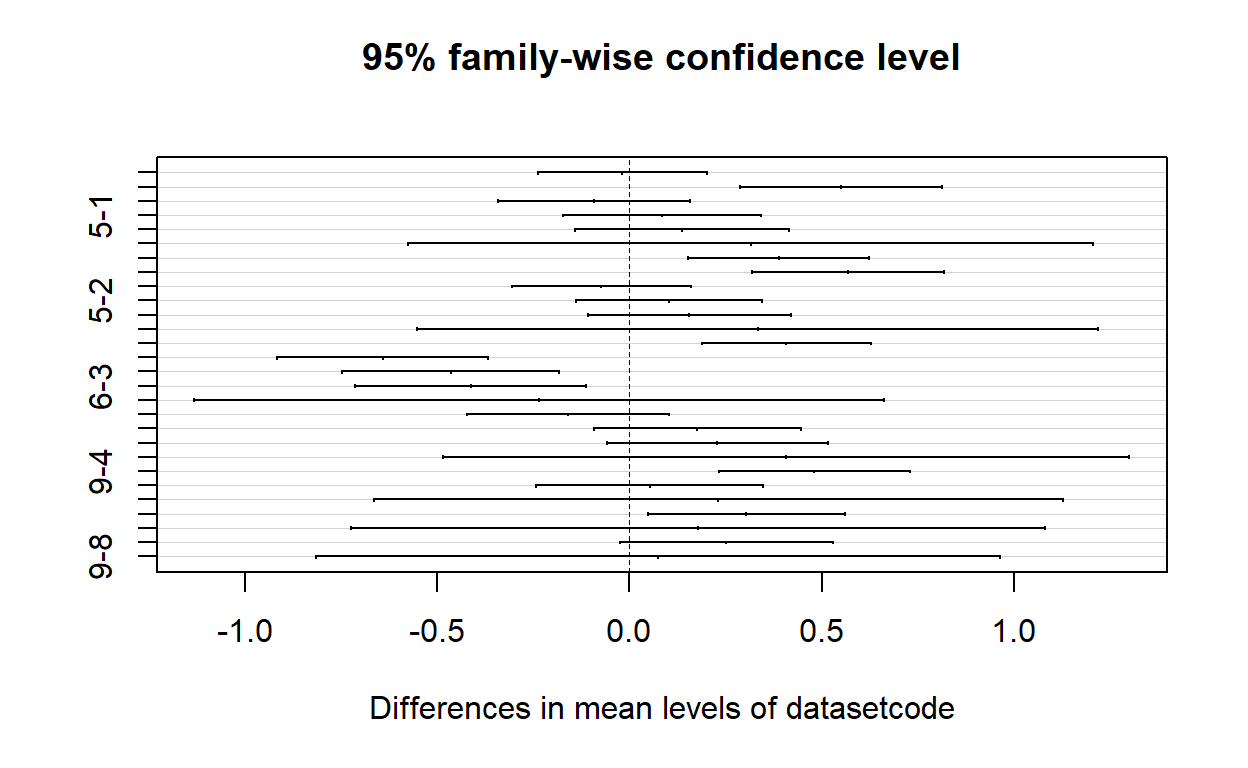 95% family-wise confidence level
5-1
5-2
6-3
9-4
9-8
-1.0 -0.5 0.0 0.5 1.0
Differences in mean levels of datasetcode